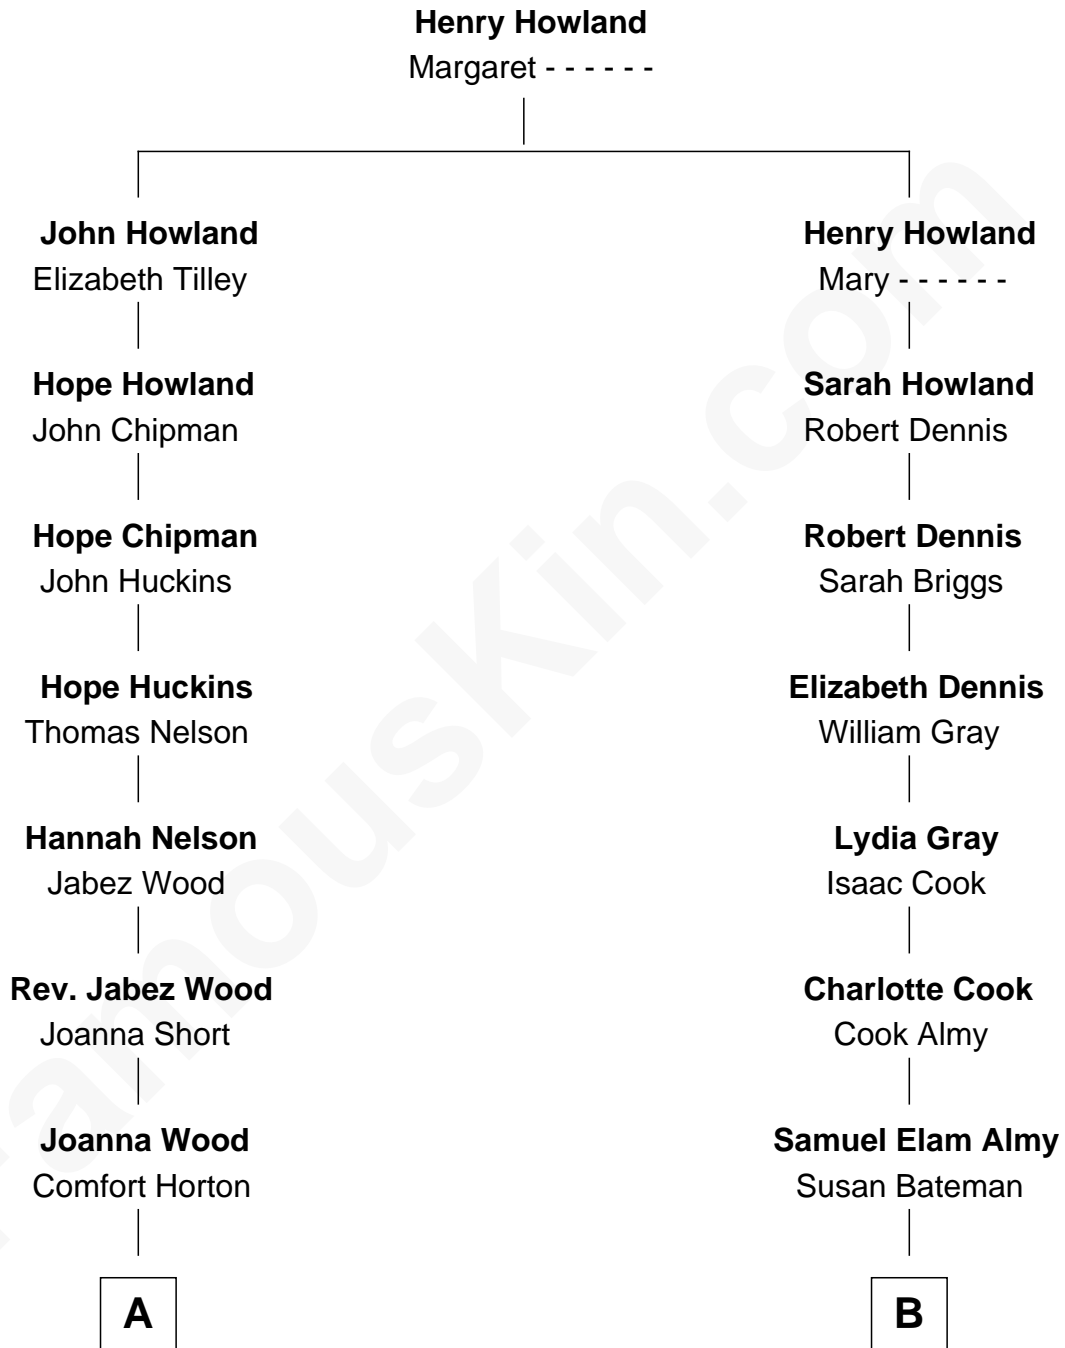 Henry Howland
Margaret - - - - - -
John Howland
Elizabeth Tilley
Henry Howland
Mary - - - - - -
Hope Howland
John Chipman
Sarah Howland
Robert Dennis
Hope Chipman
John Huckins
Robert Dennis
Sarah Briggs
Hope Huckins
Thomas Nelson
Elizabeth Dennis
William Gray
Hannah Nelson
Jabez Wood
Lydia Gray
Isaac Cook
Rev. Jabez Wood
Joanna Short
Charlotte Cook
Cook Almy
Joanna Wood
Comfort Horton
Samuel Elam Almy
Susan Bateman
A
B
FamousKin.com